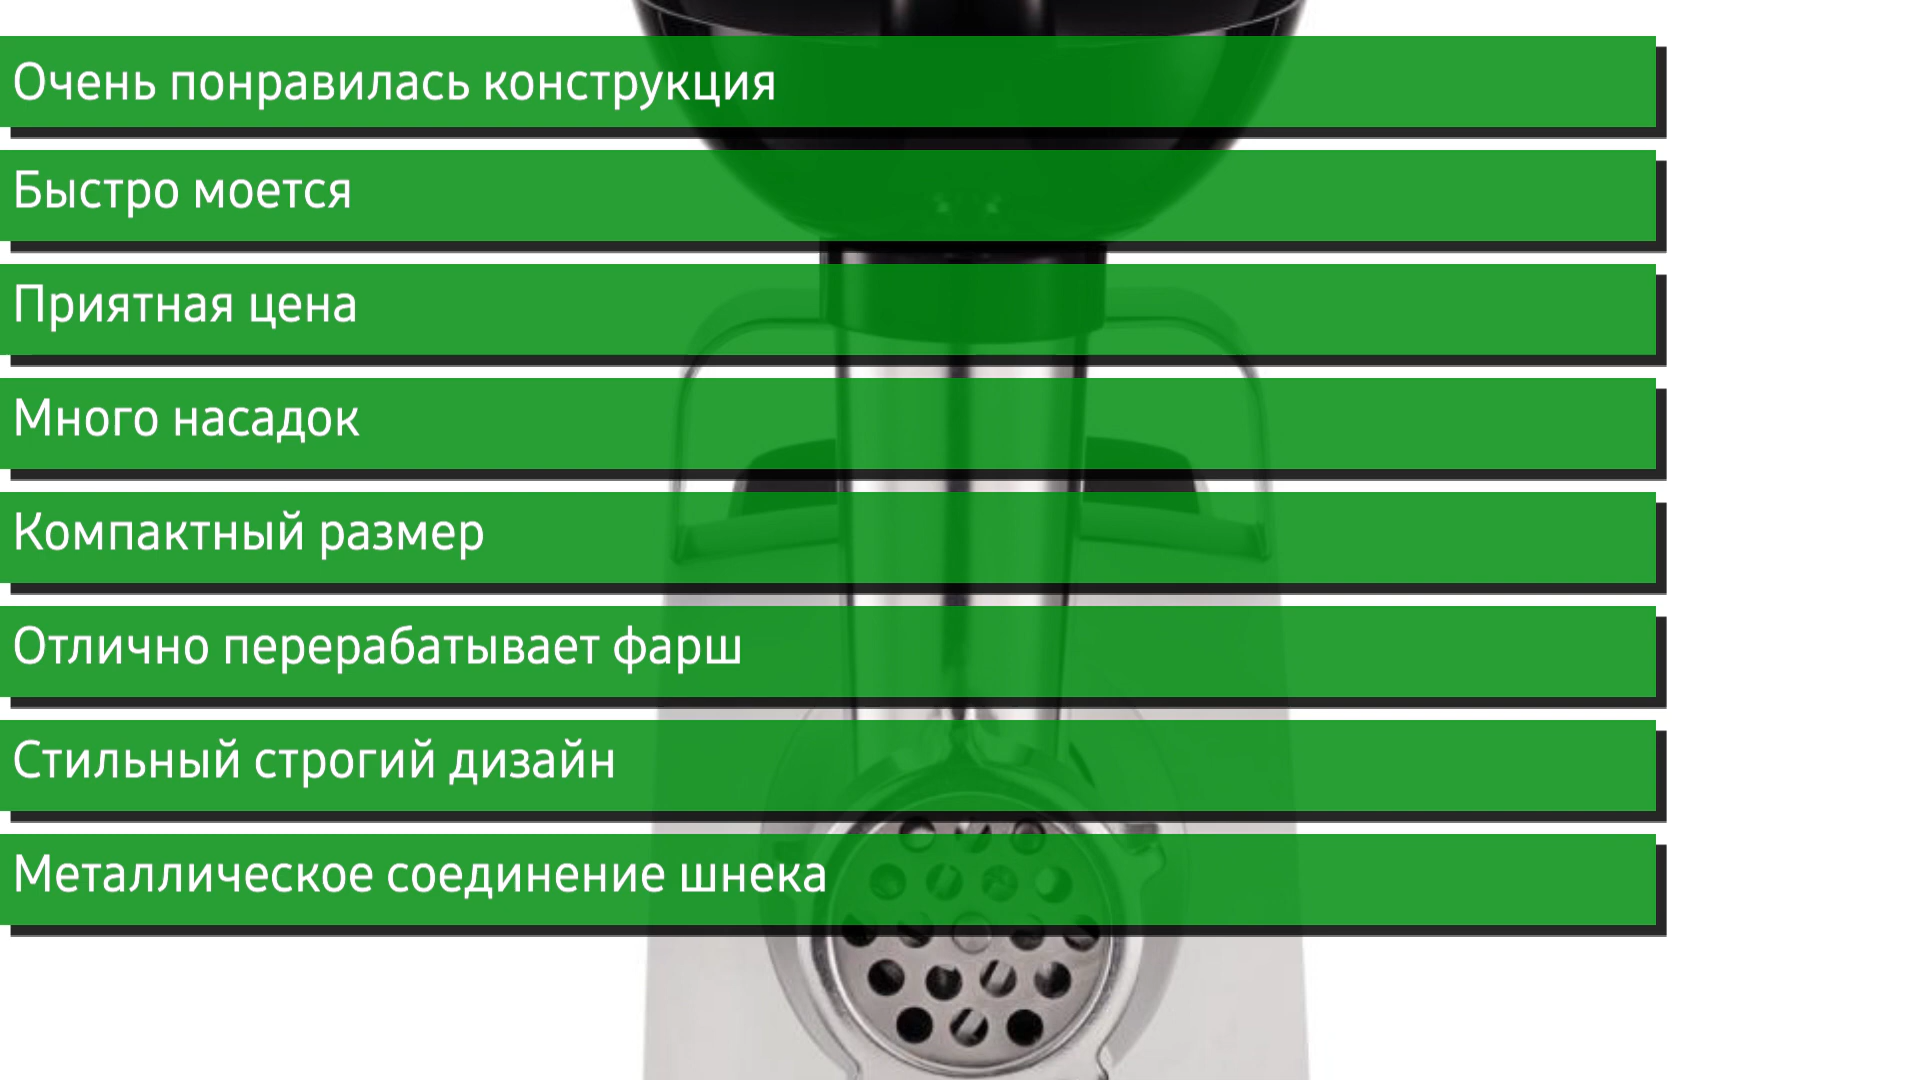 Очень понравилась конструкция
Быстро моется
Приятная цена
Много насадок
Компактный размер
Отлично перерабатывает фарш
Стильный строгий дизайн
Металлическое соединение шнека